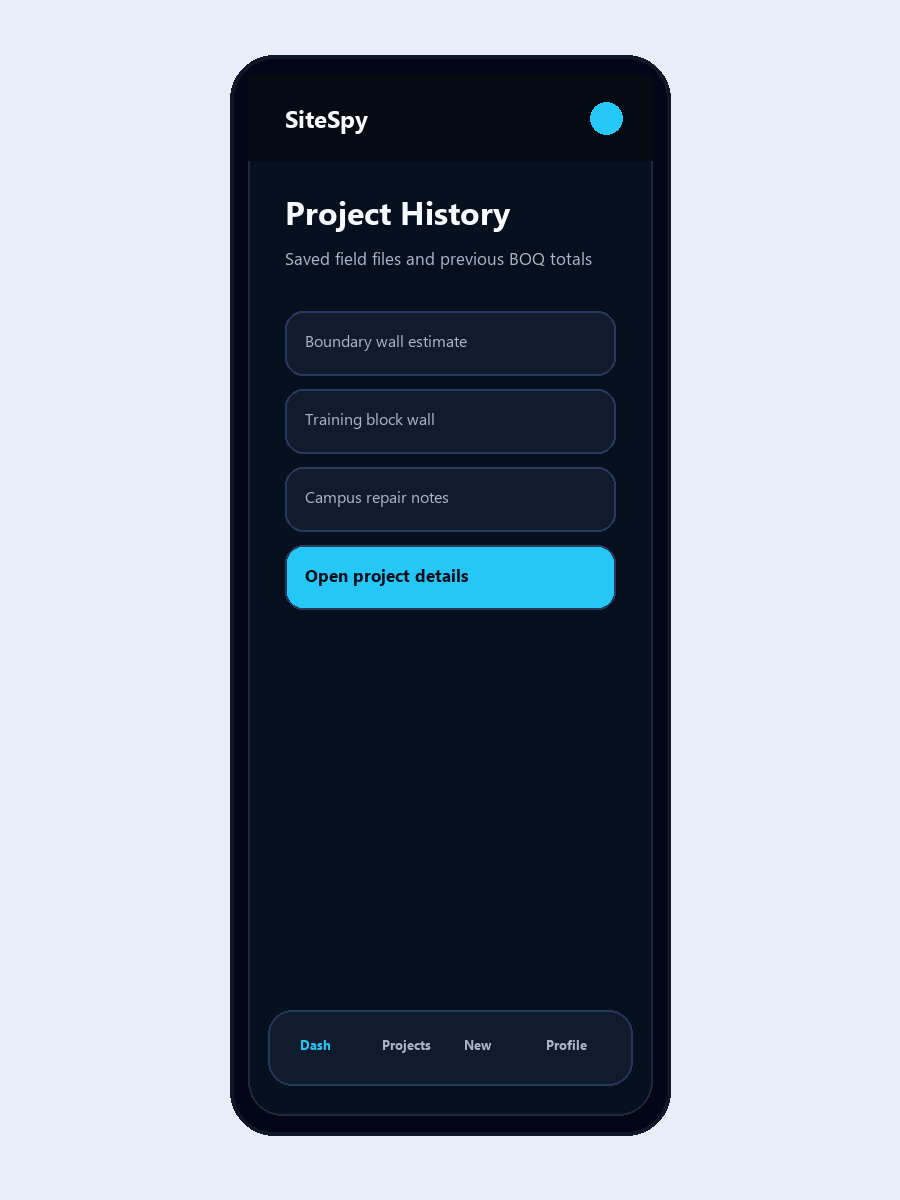 SiteSpy
Project History
Saved field files and previous BOQ totals
Boundary wall estimate
Training block wall
Campus repair notes
Open project details
Dash Projects New Profile